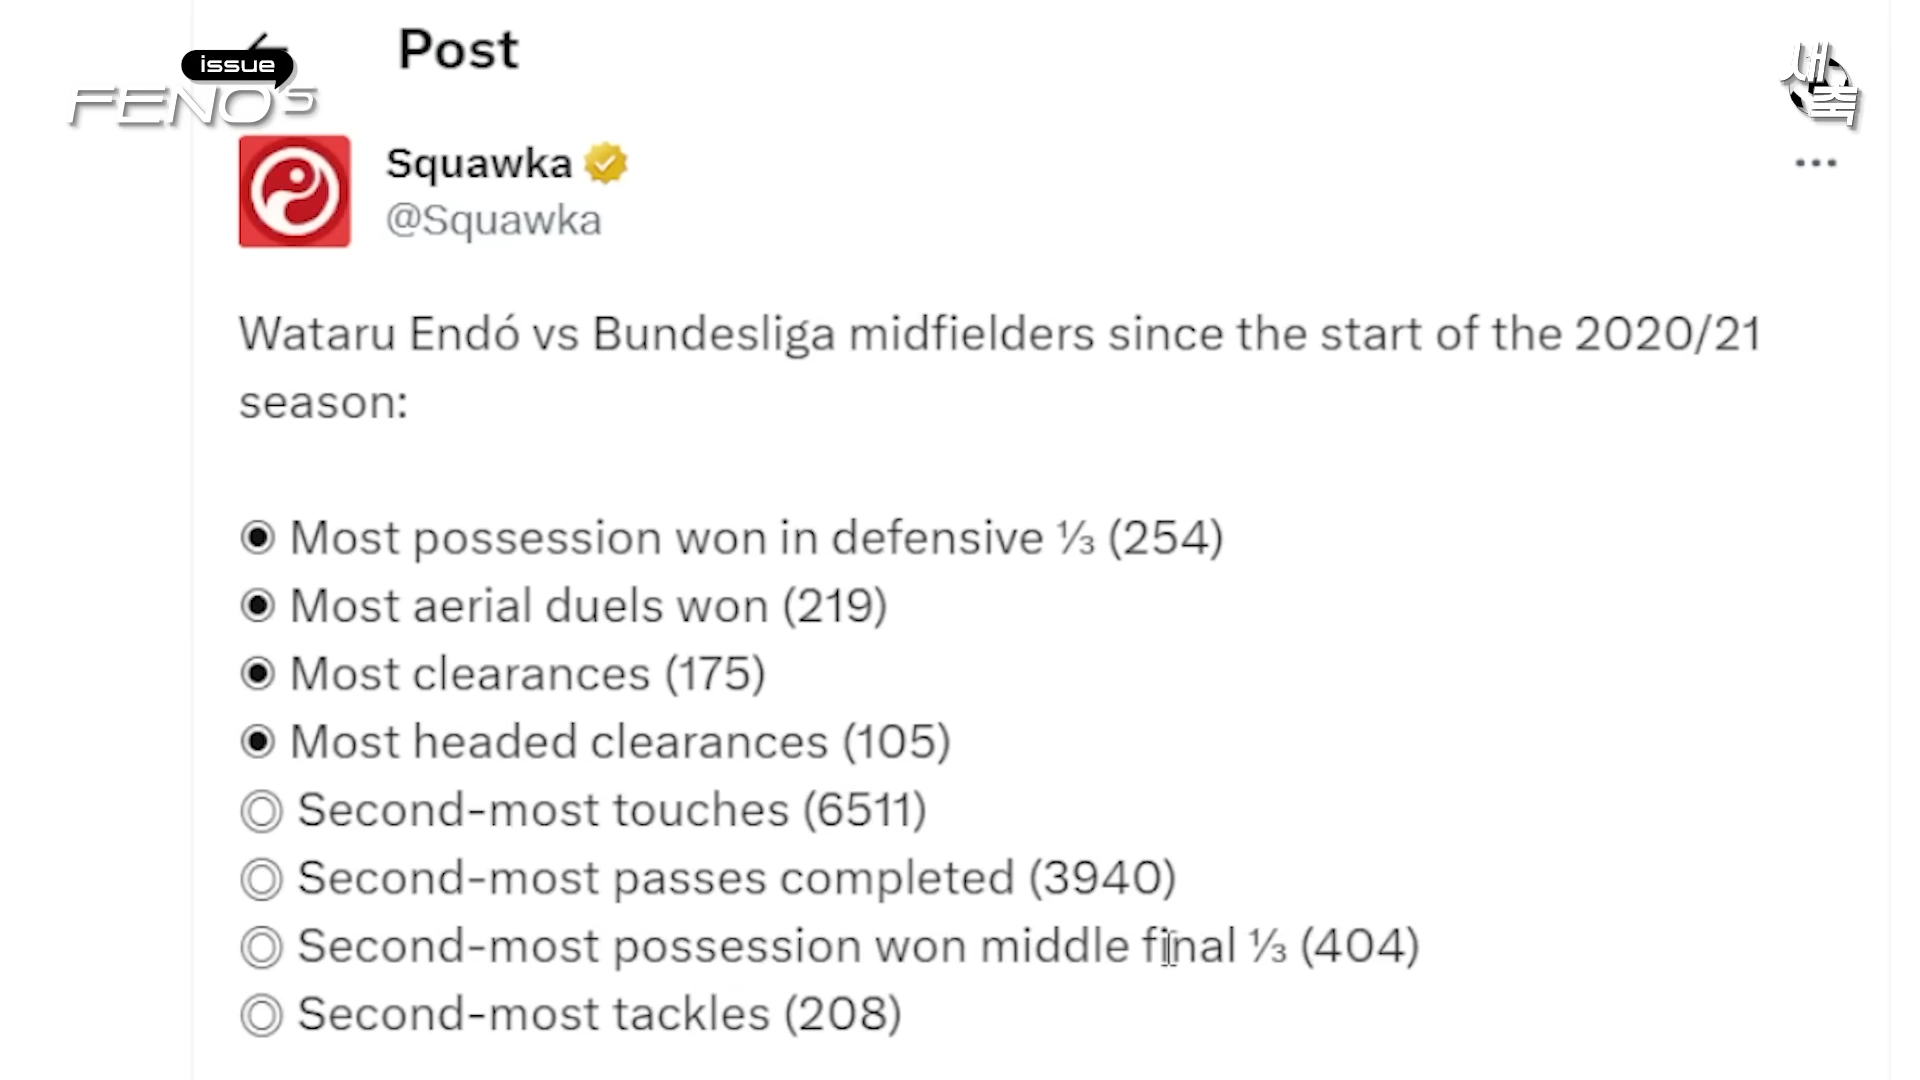 Post
issue
FENO'S
새축
Squawka
@Squawka
Wataru Endó vs Bundesliga midfielders since the start of the 2020/21
season:
Most possession won in defensive ⅓ (254)
Most aerial duels won (219)
Most clearances (175)
Most headed clearances (105)
Second-most touches (6511)
Second-most passes completed (3940)
Second-most possession won middle final ⅓ (404)
Second-most tackles (208)